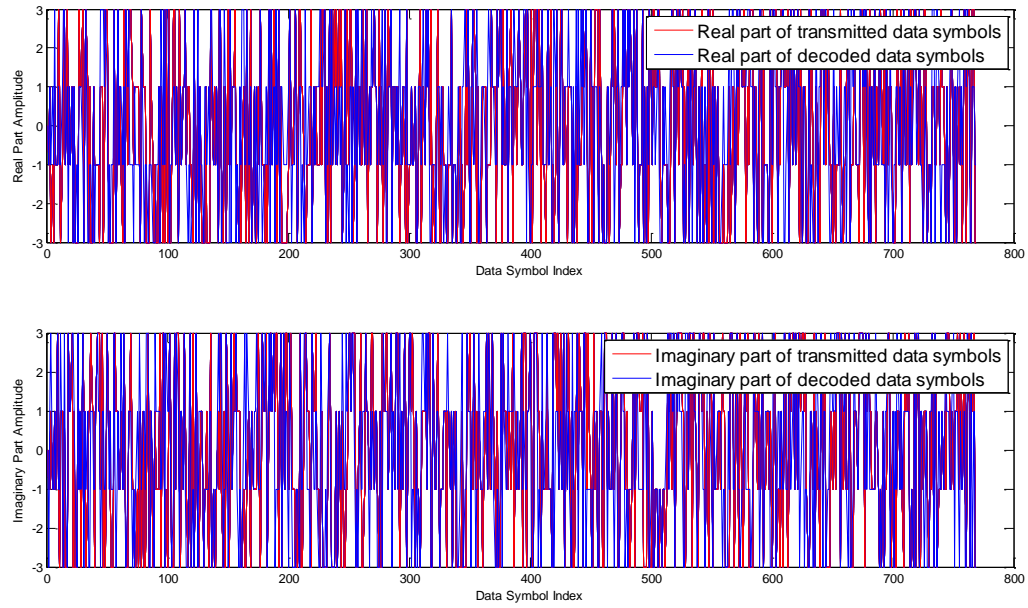 3
Real part of transmitted data symbols
Real part of decoded data symbols
2
1
0
-1
-2
-3
Real Part Amplitude
0 100 200 300 400 500 600 700 800
Data Symbol Index
3
Imaginary part of transmitted data symbols
Imaginary part of decoded data symbols
2
1
0
-1
-2
-3
Imaginary Part Amplitude
0 100 200 300 400 500 600 700 800
Data Symbol Index